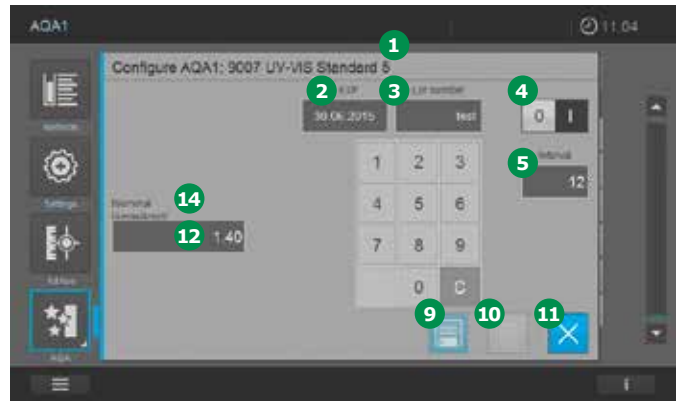 AQA1
11.04
1
Configure AQA1: 9007 UV-VIS Standard 5
2
3
4
Lot number
30.06.2015
test
0 I
5
Interval
12
1 2 3
4 5 6
7 8 9
0 C
14
Nominal
12
1.40
Settings
9
10
11
AQA
i